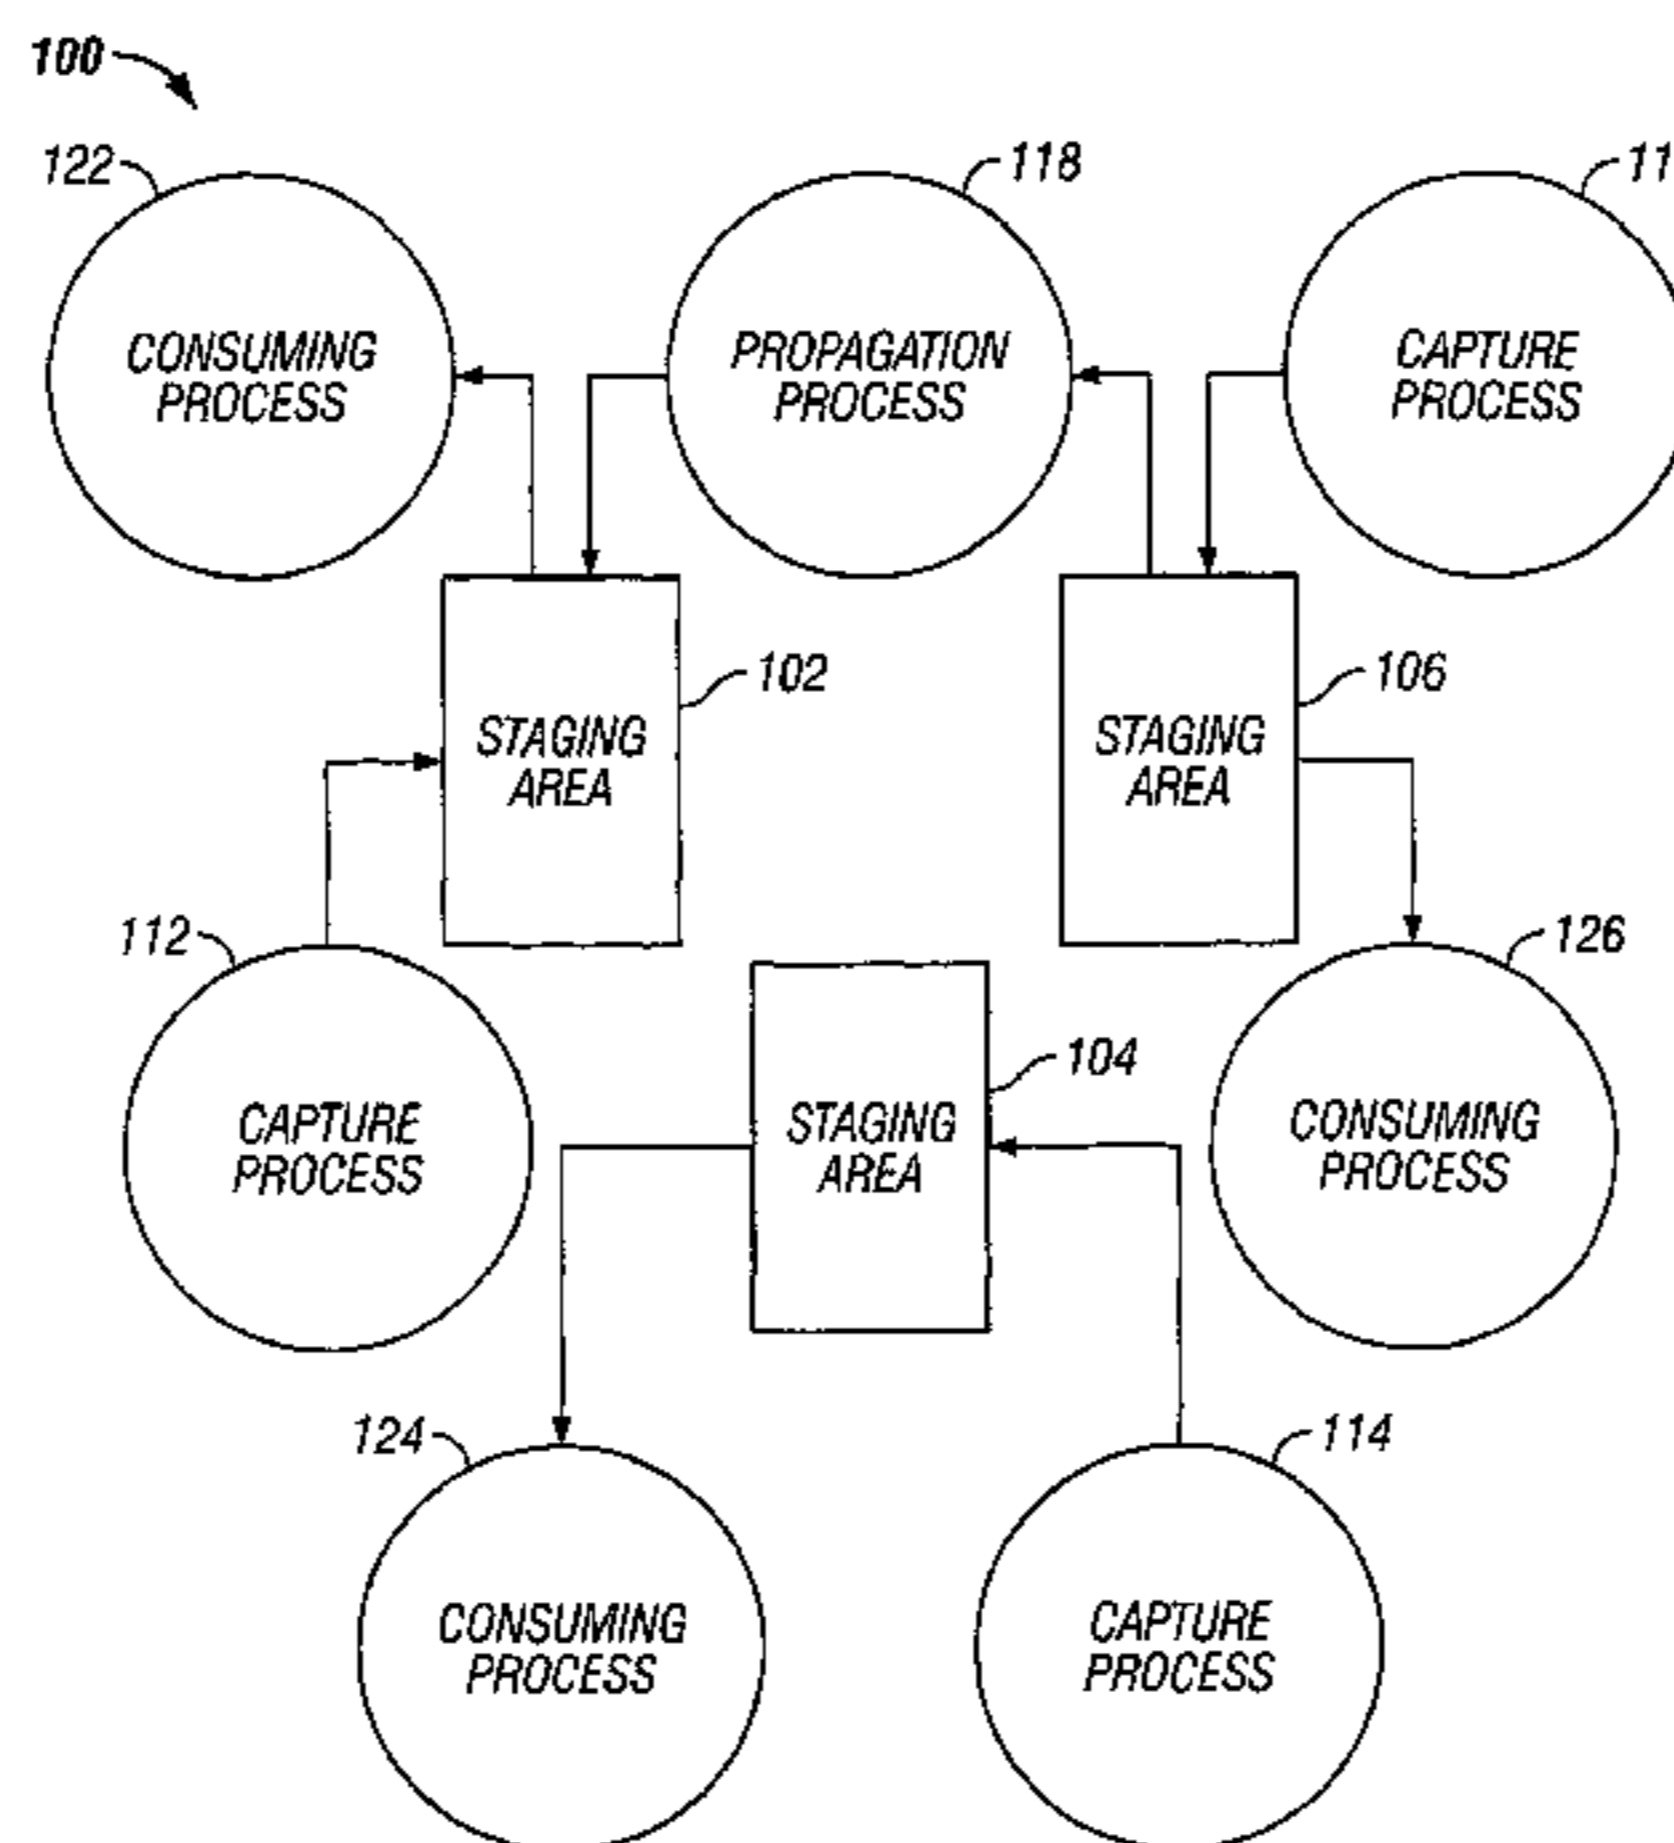 100
122
118
11
CONSUMING
PROCESS
PROPAGATION
PROCESS
CAPTURE
PROCESS
102
106
STAGING
AREA
STAGING
AREA
112
126
104
CAPTURE
PROCESS
STAGING
AREA
CONSUMING
PROCESS
124
114
CONSUMING
PROCESS
CAPTURE
PROCESS